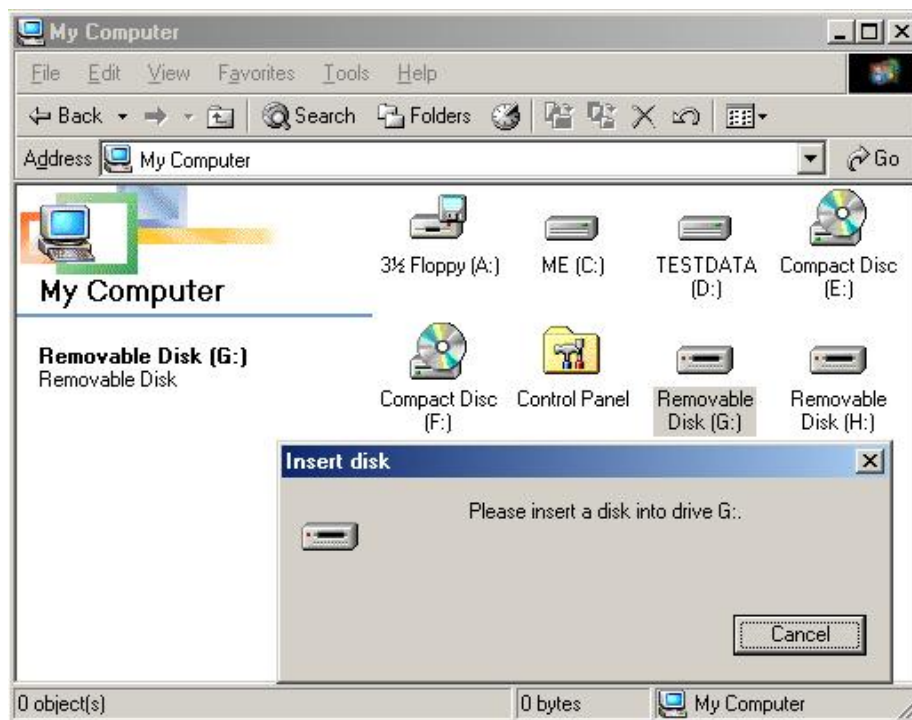 My Computer
File Edit View Favorites Tools Help
Back Search Folders
Address My Computer Go
3½ Floppy (A:) ME (C:) TESTDATA (D:) Compact Disc (E:)
My Computer
Removable Disk (G:)
Removable Disk
Compact Disc (F:) Control Panel Removable Disk (G:) Removable Disk (H:)
Insert disk
Please insert a disk into drive G:.
Cancel
0 object(s) 0 bytes My Computer